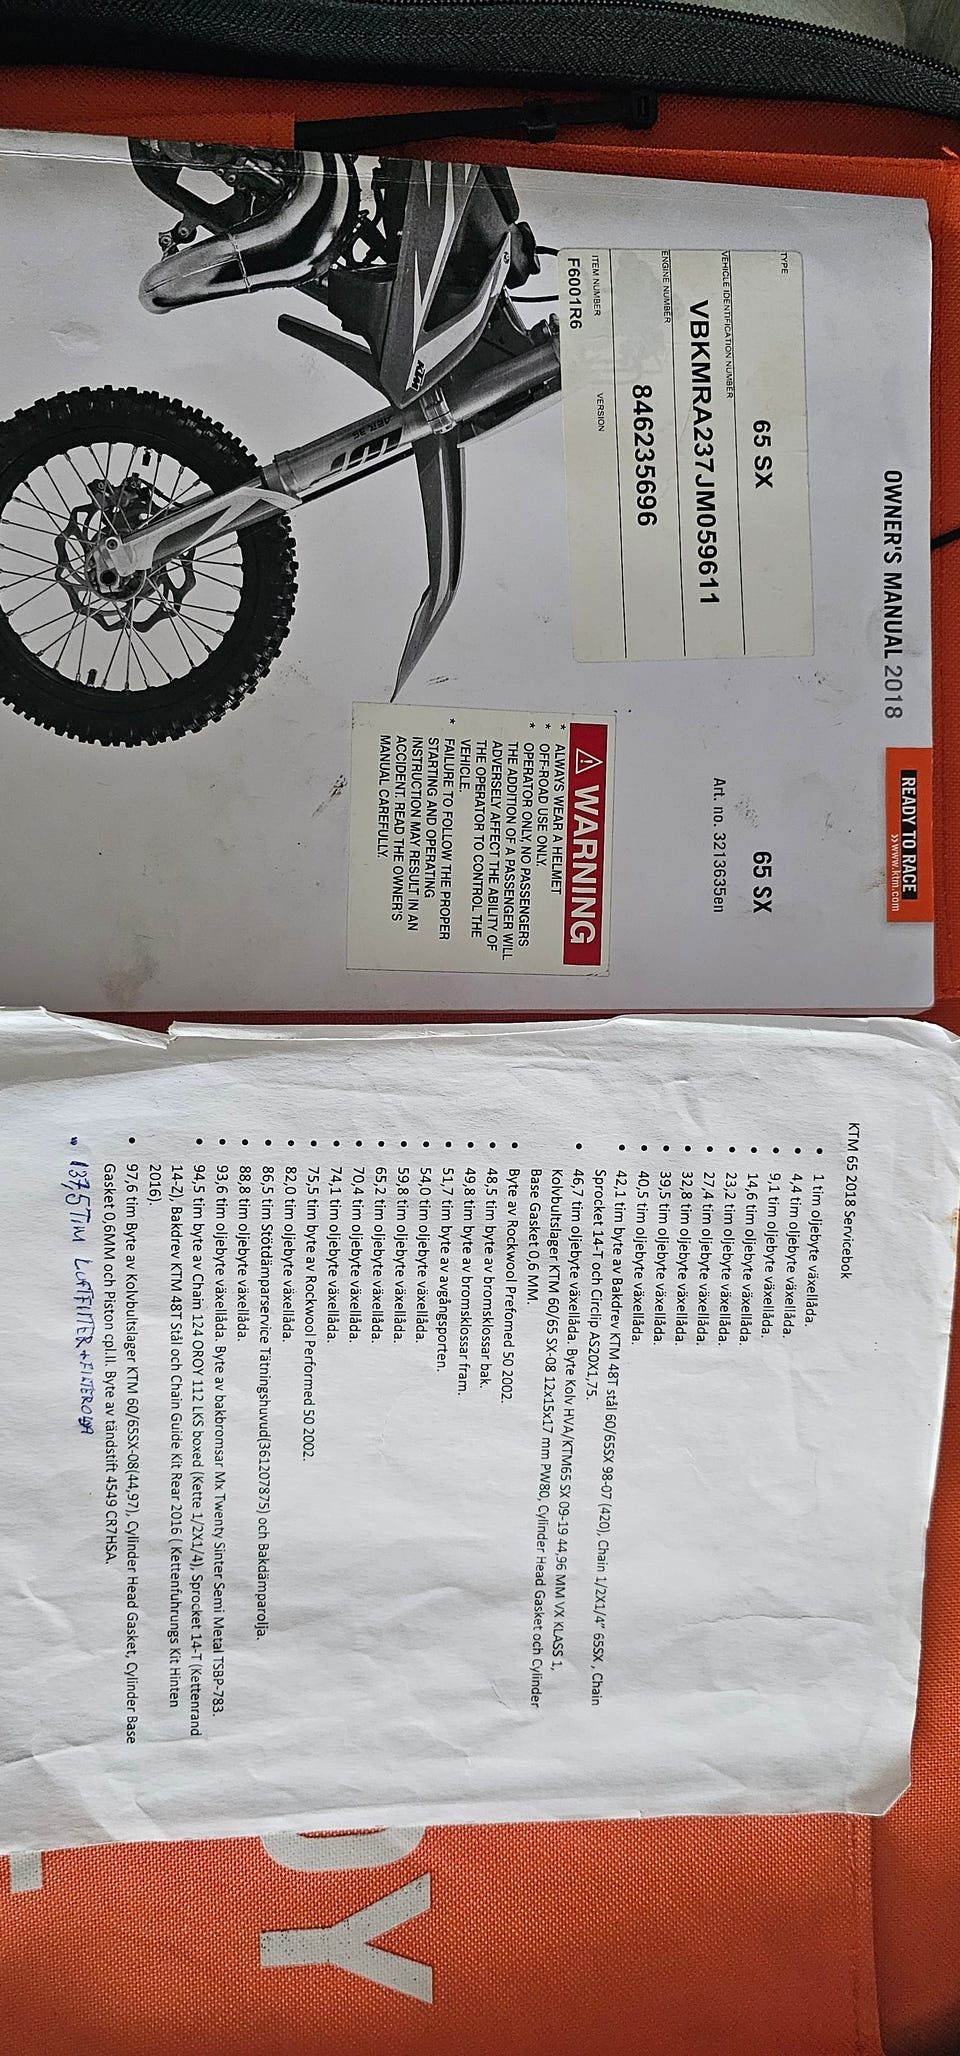 OWNER'S MANUAL 2018
READY TO RACE
>>www.ktm.com
65 SX
Art. no. 3213635en
TYPE
65 SX
VEHICLE IDENTIFICATION NUMBER
VBKMRA237JM059611
ENGINE NUMBER
846235696
ITEM NUMBER
VERSION
F6001R6
WARNING
* ALWAYS WEAR A HELMET
* OFF-ROAD USE ONLY.
* OPERATOR ONLY, NO PASSENGERS
THE ADDITION OF A PASSENGER WILL
ADVERSELY AFFECT THE ABILITY OF
THE OPERATOR TO CONTROL THE
VEHICLE.
* FAILURE TO FOLLOW THE PROPER
STARTING AND OPERATING
INSTRUCTION MAY RESULT IN AN
ACCIDENT. READ THE OWNER'S
MANUAL CAREFULLY.
KTM
AER 35
KTM 65 2018 Servicebok
• 1 tim oljebyte växellåda.
• 4,4 tim oljebyte växellåda.
• 9,1 tim oljebyte växellåda.
• 14,6 tim oljebyte växellåda.
• 23,2 tim oljebyte växellåda.
• 27,4 tim oljebyte växellåda.
• 32,8 tim oljebyte växellåda.
• 39,5 tim oljebyte växellåda.
• 40,5 tim oljebyte växellåda.
• 42,1 tim byte av Bakdrev KTM 48T stål 60/65SX 98-07 (420), Chain 1/2X1/4" 65SX , Chain
Sprocket 14-T och Circlip AS20X1,75.
• 46,7 tim oljebyte växellåda. Byte Kolv HVA/KTM65 SX 09-19 44,96 MM VX KLASS 1,
Kolvbultslager KTM 60/65 SX-08 12x15x17 mm PW80, Cylinder Head Gasket och Cylinder
Base Gasket 0,6 MM.
• Byte av Rockwool Prefomed 50 2002.
• 48,5 tim byte av bromsklossar bak.
• 49,8 tim byte av bromsklossar fram.
• 51,7 tim byte av avgångsporten.
• 54,0 tim oljebyte växellåda.
• 59,8 tim oljebyte växellåda.
• 65,2 tim oljebyte växellåda.
• 70,4 tim oljebyte växellåda.
• 74,1 tim oljebyte växellåda.
• 75,5 tim byte av Rockwool Performed 50 2002.
• 82,0 tim oljebyte växellåda.
• 86,5 tim Stötdämparservice Tätningshuvud(361207875) och Bakdämparolja.
• 88,8 tim oljebyte växellåda.
• 93,6 tim oljebyte växellåda. Byte av bakbromsar Mx Twenty Sinter Semi Metal TSBP-783.
• 94,5 tim byte av Chain 124 OROY 112 LKS boxed (Kette 1/2X1/4), Sprocket 14-T (Kettenrand
14-Z), Bakdrev KTM 48T Stål och Chain Guide Kit Rear 2016 ( Kettenfuhrungs Kit Hinten
2016).
• 97,6 tim Byte av Kolvbultslager KTM 60/65SX-08(44,97), Cylinder Head Gasket, Cylinder Base
Gasket 0,6MM och Piston cpl.II. Byte av tändstift 4549 CR7HSA.
• 137,5 TIM LUFTFILTER + FILTEROLJA
DY